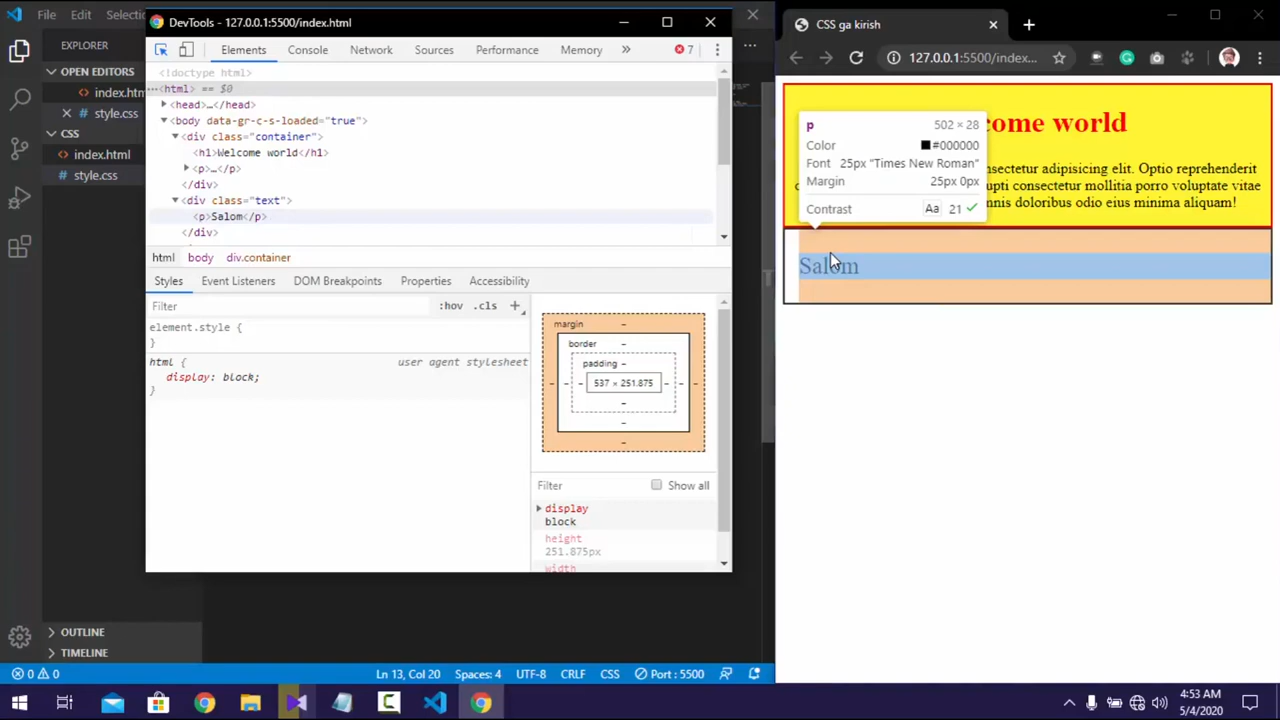 File
Edit
Selec
DevTools - 127.0.0.1:5500/index.html
CSS ga kirish
EXPLORER
OPEN EDITORS
index.htm
style.css
CSS
index.html
style.css
Elements
Console
Network
Sources
Performance
Memory
»
7
127.0.0.1:5500/index...
<!doctype html>
···<html> == $0
<head>…</head>
<body data-gr-c-s-loaded="true">
<div class="container">
<h1>Welcome world</h1>
<p>…</p>
</div>
<div class="text">
<p>Salom</p>
</div>
html
body
div.container
Styles
Event Listeners
DOM Breakpoints
Properties
Accessibility
Filter
:hov
.cls
+
element.style {
}
html {
user agent stylesheet
display: block;
}
margin
–
border
–
padding –
537 × 251.875
Filter
Show all
display
block
height
251.875px
width
come world
nsectetur adipisicing elit. Optio reprehenderit
upti consectetur mollitia porro voluptate vitae
mnis doloribus odio eius minima aliquam!
p
502 × 28
Color
#000000
Font
25px "Times New Roman"
Margin
25px 0px
Contrast
Aa
21
Salom
OUTLINE
TIMELINE
0
0
Ln 13, Col 20
Spaces: 4
UTF-8
CRLF
CSS
Port : 5500
4:53 AM
5/4/2020